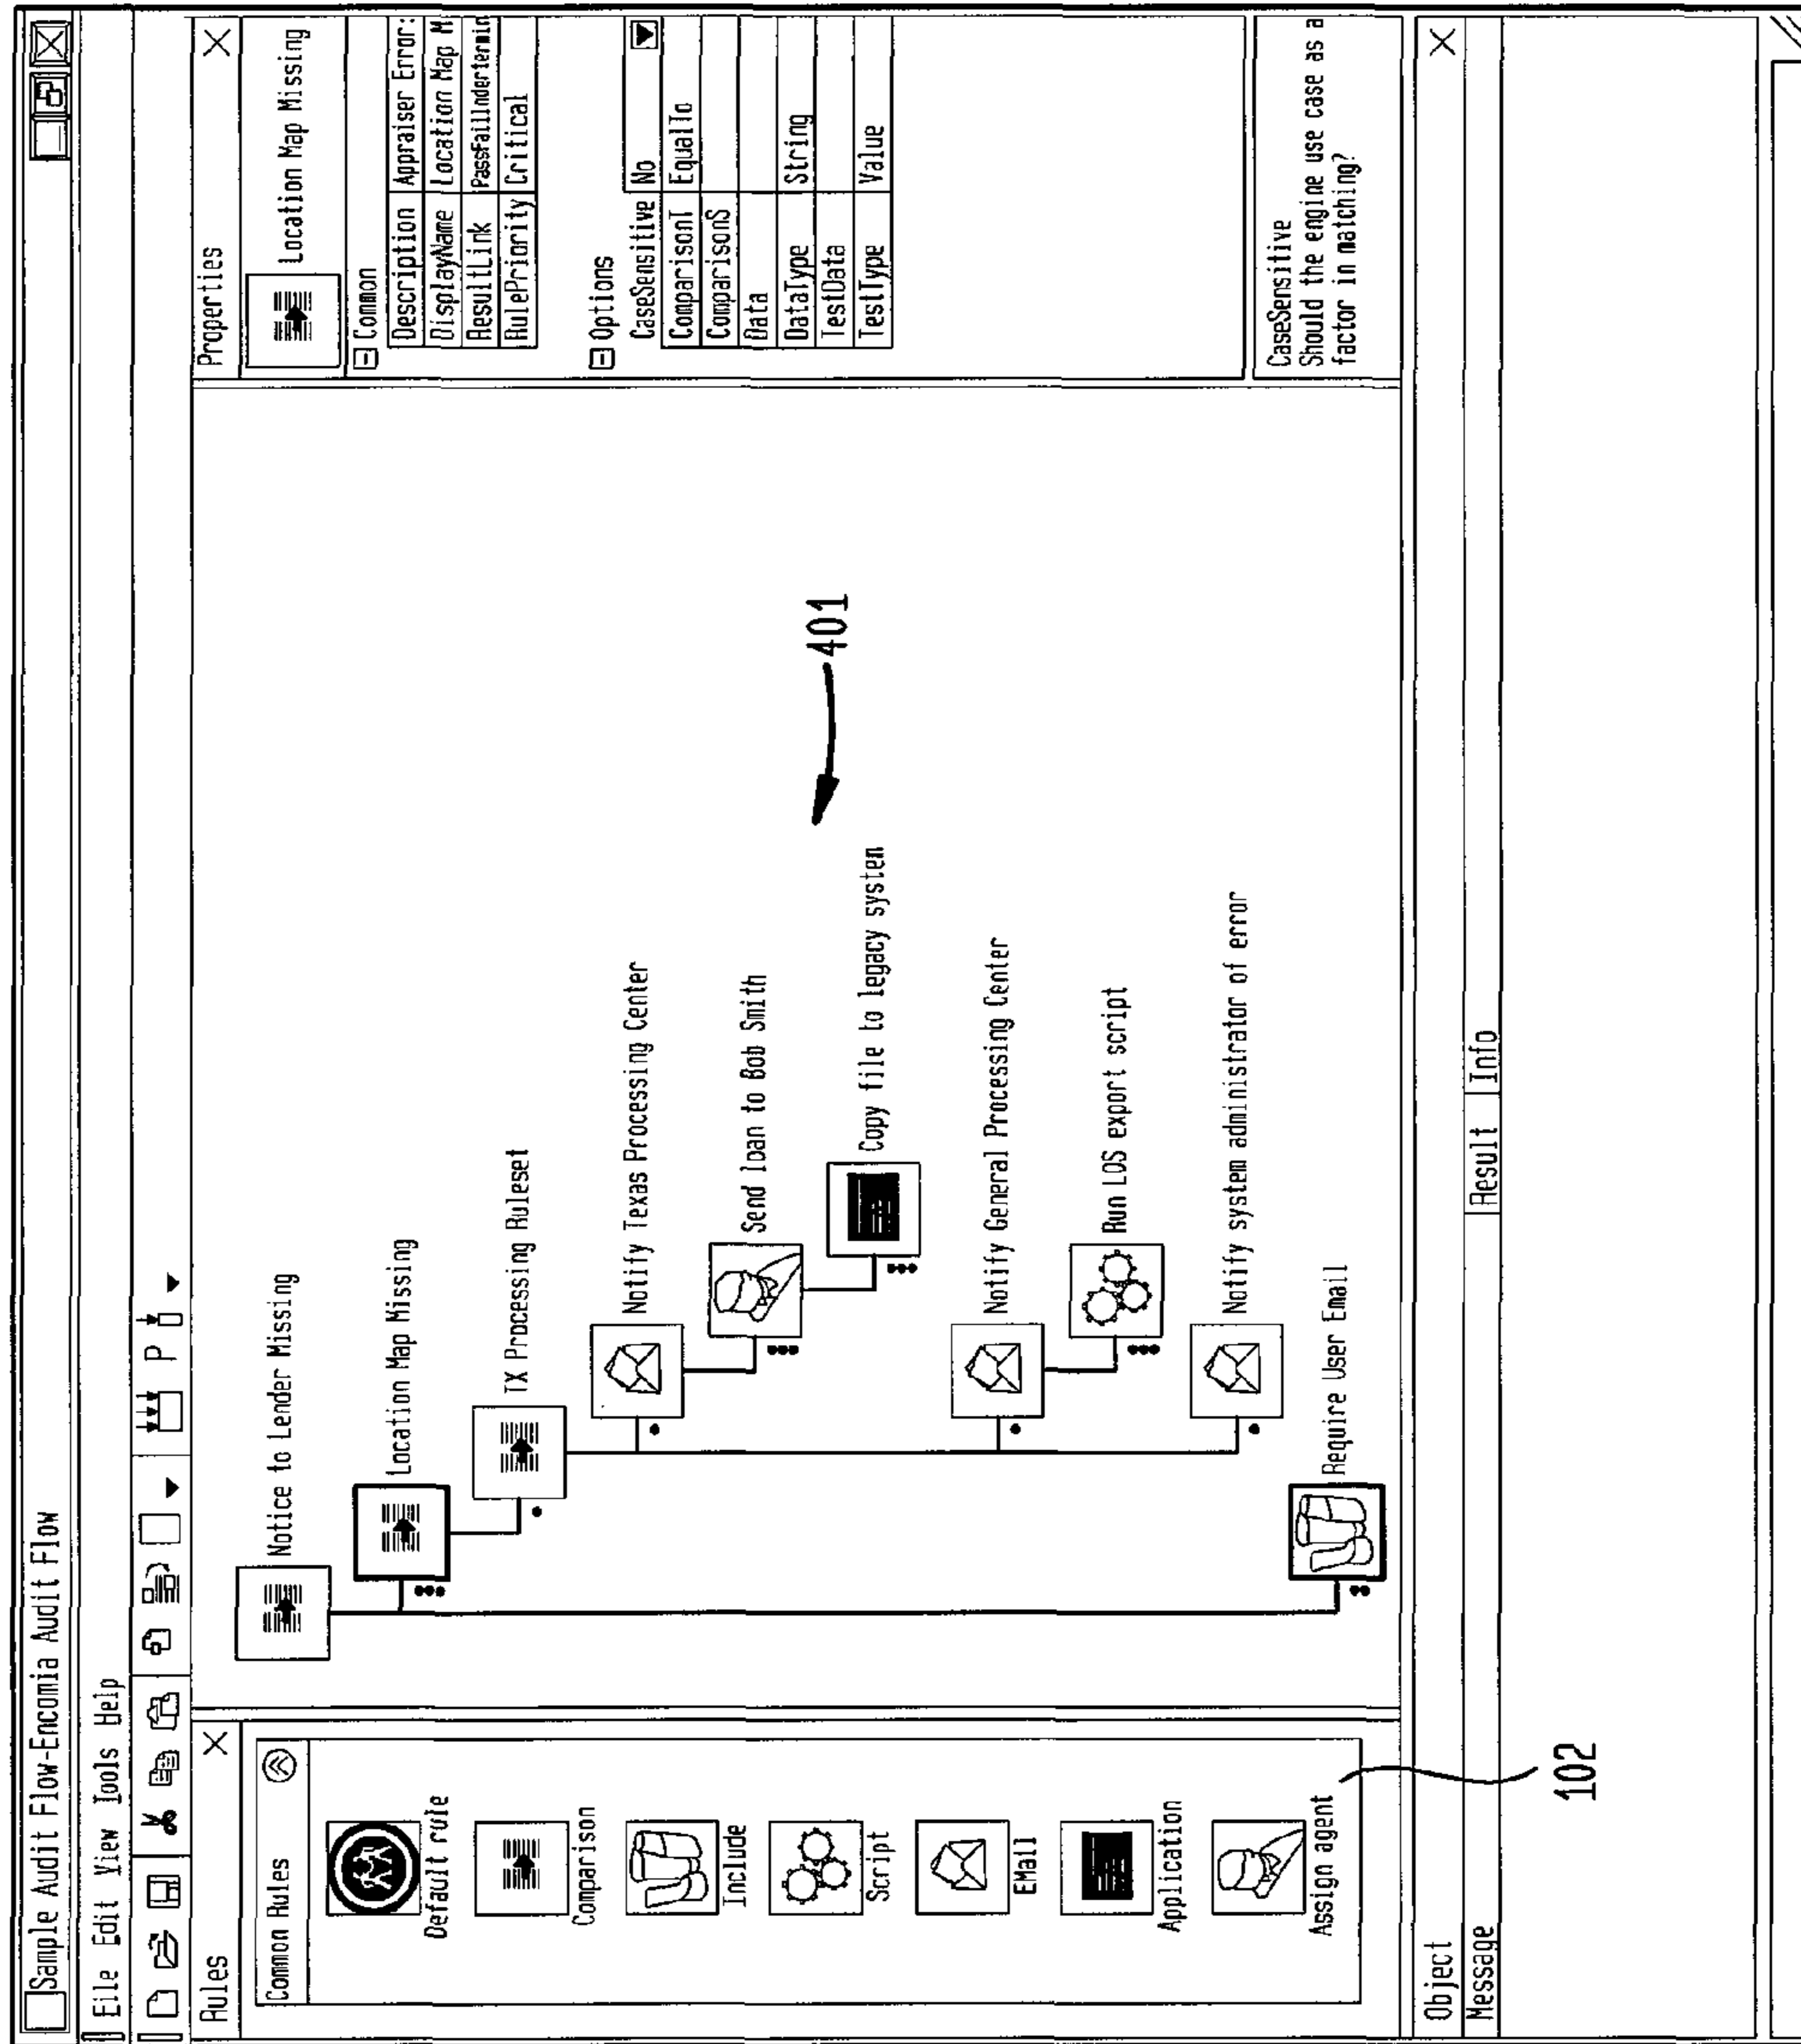 Sample Audit Flow-Encomia Audit Flow
File Edit View Tools Help
P
Rules
Common Rules
Default rule
Comparison
Include
Script
EMail
Application
Assign agent
102
Notice to Lender Missing
Location Map Missing
TX Processing Ruleset
Notify Texas Processing Center
Send loan to Bob Smith
Copy file to legacy systen
Notify General Processing Center
Run LOS export script
Notify system administrator of error
Require User Email
401
Properties
Location Map Missing
Common
Description Appraiser Error:
DisplayName Location Map M
ResultLink PassFailIndertermin
RulePriority Critical
Options
CaseSensitive No
ComparisonT EqualTo
ComparisonS
Data
DataType String
TestData
TestType Value
CaseSensitive
Should the engine use case as a
factor in matching?
Object
Message Result Info